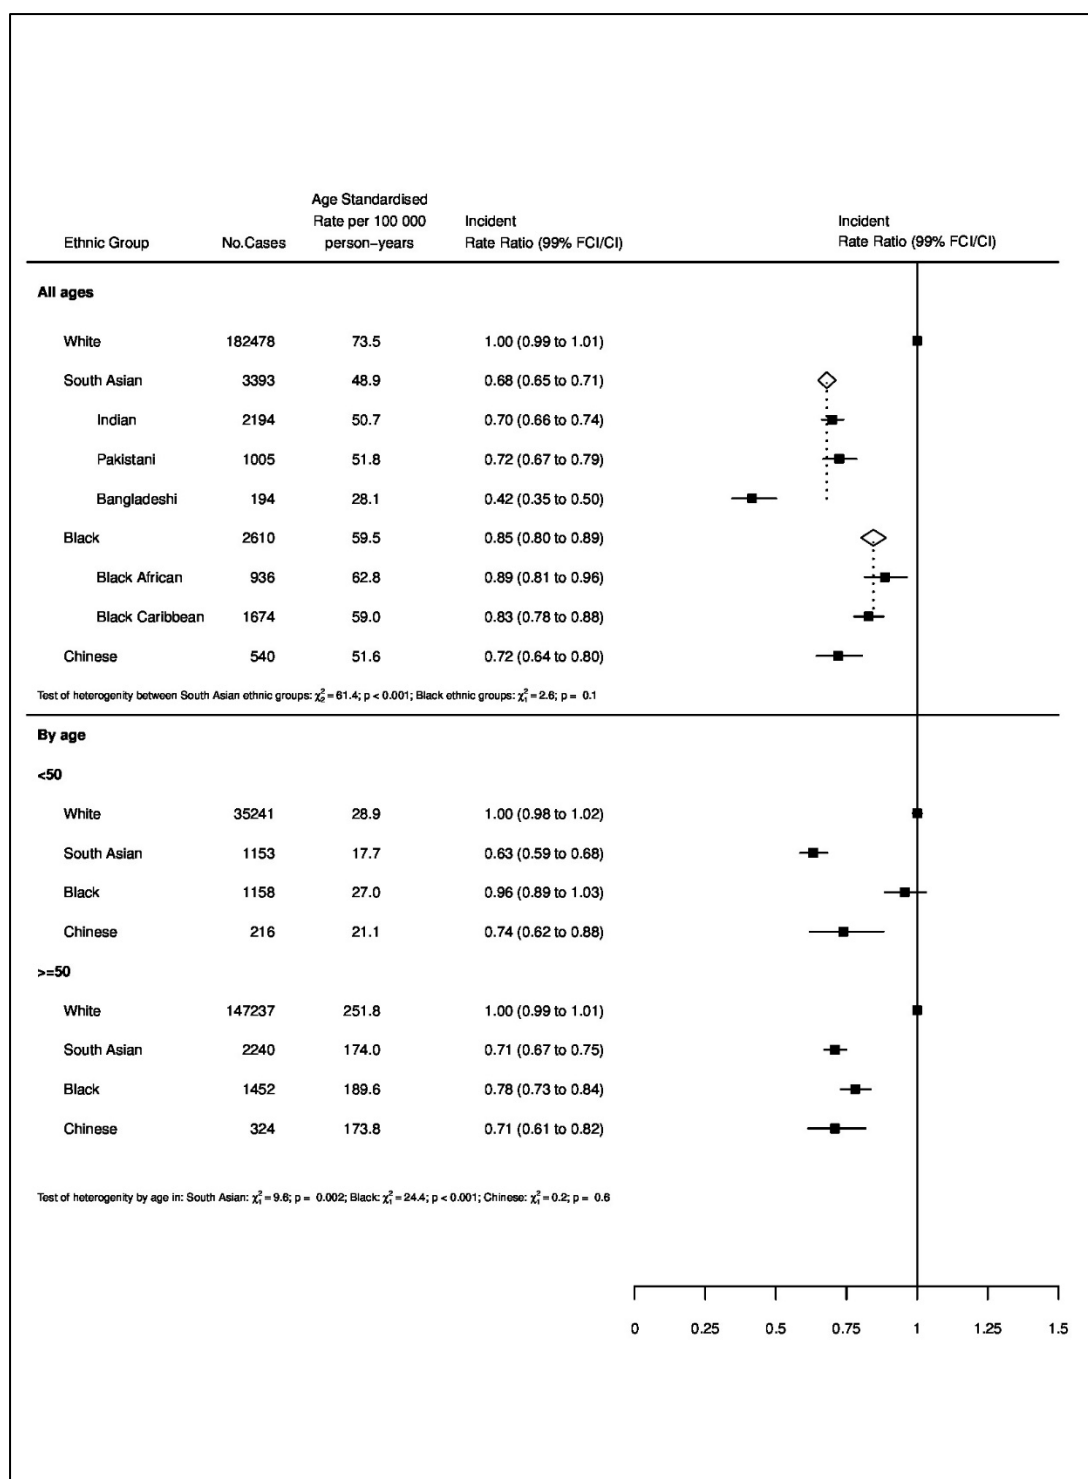 Age Standardised
Rate per 100 000 Incident Incident
Ethnic Group No.Cases person−years Rate Ratio (99% FCI/CI) Rate Ratio (99% FCI/CI)
All ages
White 182478 73.5 1.00 (0.99 to 1.01)
South Asian 3393 48.9 0.68 (0.65 to 0.71)
Indian 2194 50.7 0.70 (0.66 to 0.74)
Pakistani 1005 51.8 0.72 (0.67 to 0.79)
Bangladeshi 194 28.1 0.42 (0.35 to 0.50)
Black 2610 59.5 0.85 (0.80 to 0.89)
Black African 936 62.8 0.89 (0.81 to 0.96)
Black Caribbean 1674 59.0 0.83 (0.78 to 0.88)
Chinese 540 51.6 0.72 (0.64 to 0.80)
Test of heterogenity between South Asian ethnic groups: χ²₂ = 61.4; p < 0.001; Black ethnic groups: χ²₁ = 2.6; p = 0.1
By age
<50
White 35241 28.9 1.00 (0.98 to 1.02)
South Asian 1153 17.7 0.63 (0.59 to 0.68)
Black 1158 27.0 0.96 (0.89 to 1.03)
Chinese 216 21.1 0.74 (0.62 to 0.88)
>=50
White 147237 251.8 1.00 (0.99 to 1.01)
South Asian 2240 174.0 0.71 (0.67 to 0.75)
Black 1452 189.6 0.78 (0.73 to 0.84)
Chinese 324 173.8 0.71 (0.61 to 0.82)
Test of heterogenity by age in: South Asian: χ²₁ = 9.6; p = 0.002; Black: χ²₁ = 24.4; p < 0.001; Chinese: χ²₁ = 0.2; p = 0.6
0 0.25 0.5 0.75 1 1.25 1.5